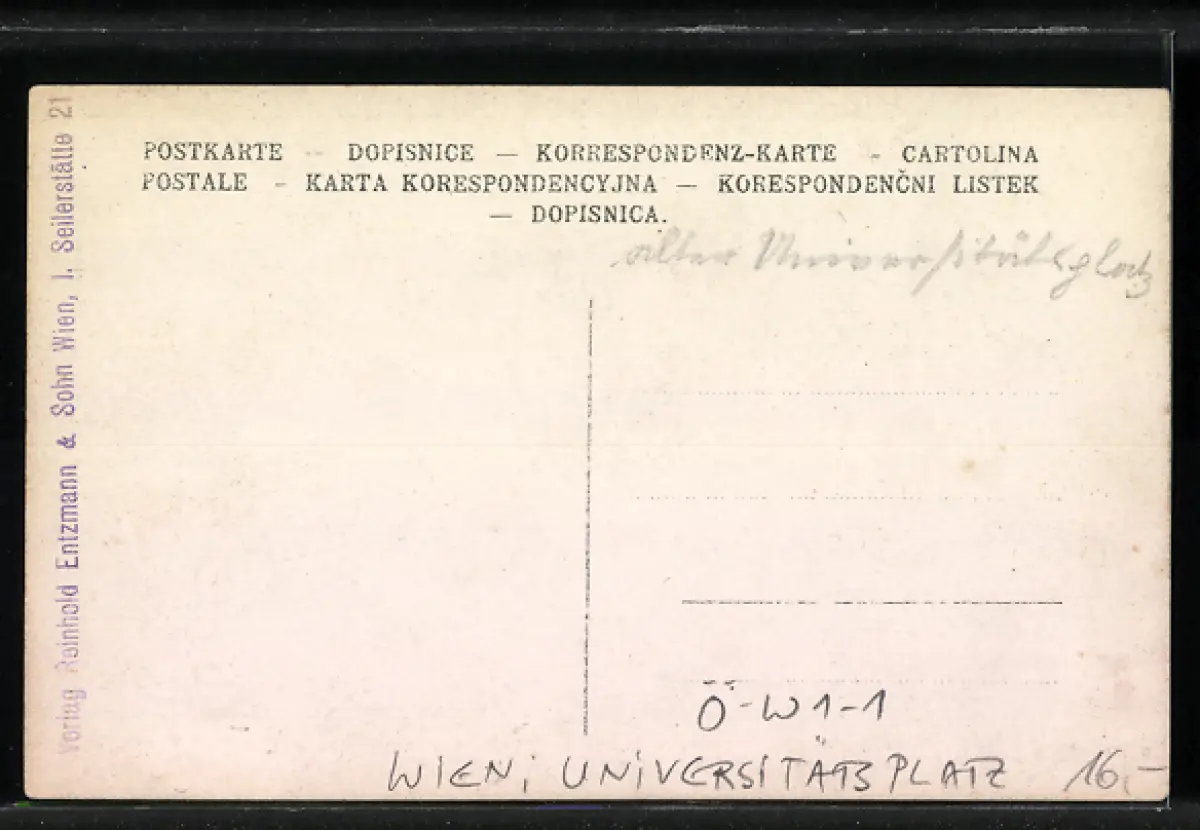 POSTKARTE — DOPISNICE — KORRESPONDENZ-KARTE - CARTOLINA
POSTALE - KARTA KORESPONDENCYJNA — KORESPONDENČNI LISTEK
— DOPISNICA.
alter Universitätsplatz
Verlag Reinhold Entzmann & Sohn Wien, I. Seilerstätte 21
Ö-W1-1
WIEN; UNIVERSITÄTSPLATZ 16,-